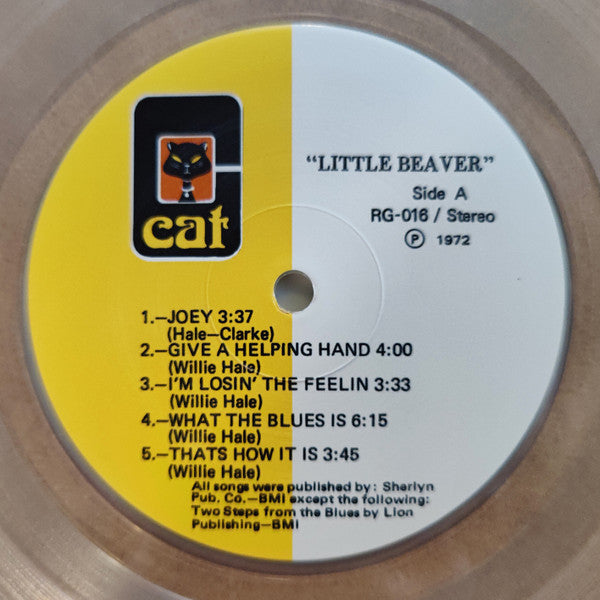 cat
"LITTLE BEAVER"
Side A
RG-016 / Stereo
Ⓟ 1972
1.—JOEY 3:37
(Hale—Clarke)
2.—GIVE A HELPING HAND 4:00
(Willie Hale)
3.—I'M LOSIN' THE FEELIN 3:33
(Willie Hale)
4.—WHAT THE BLUES IS 6:15
(Willie Hale)
5.—THATS HOW IT IS 3:45
(Willie Hale)
All songs were published by: Sherlyn
Pub. Co.—BMI except the following:
Two Steps from the Blues by Lion
Publishing—BMI